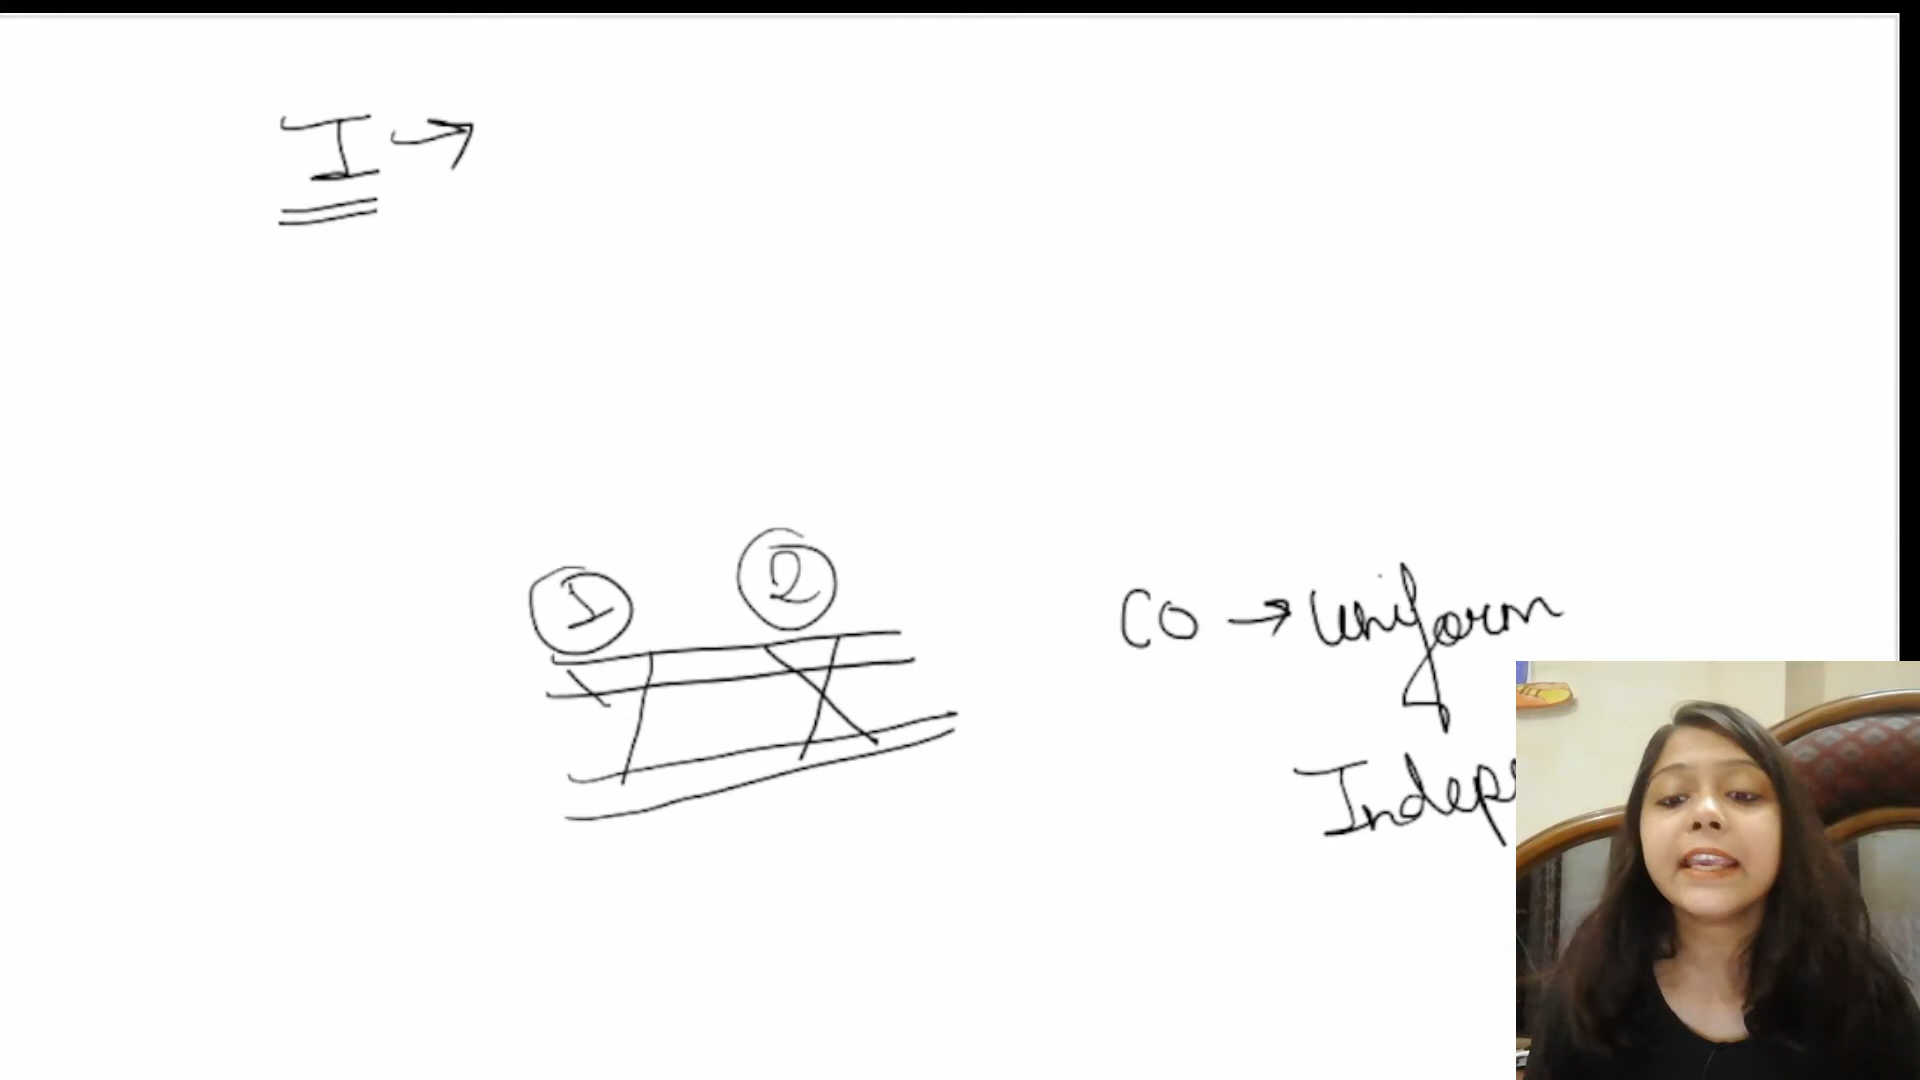 I →
1 2
CO → Uniform
Indep